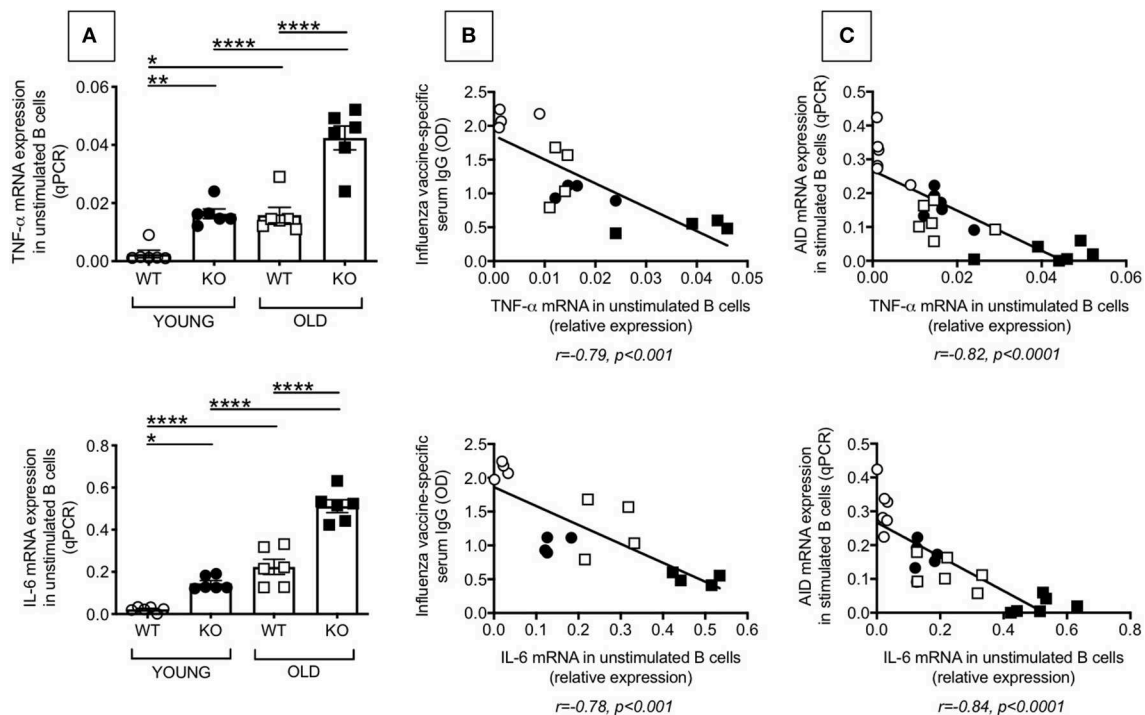 A
****
****
*
**
TNF-α mRNA expression
in unstimulated B cells
(qPCR)
0.06
0.04
0.02
0.00
WT KO WT KO
YOUNG OLD
B
Influenza vaccine-specific
serum IgG (OD)
2.5
2.0
1.5
1.0
0.5
0.0
0.00 0.01 0.02 0.03 0.04 0.05
TNF-α mRNA in unstimulated B cells
(relative expression)
r=-0.79, p<0.001
C
AID mRNA expression
in stimulated B cells (qPCR)
0.5
0.4
0.3
0.2
0.1
0.0
0.00 0.02 0.04 0.06
TNF-α mRNA in unstimulated B cells
(relative expression)
r=-0.82, p<0.0001
****
****
****
*
IL-6 mRNA expression
in unstimulated B cells
(qPCR)
0.8
0.6
0.4
0.2
0.0
WT KO WT KO
YOUNG OLD
Influenza vaccine-specific
serum IgG (OD)
2.5
2.0
1.5
1.0
0.5
0.0
0.0 0.1 0.2 0.3 0.4 0.5 0.6
IL-6 mRNA in unstimulated B cells
(relative expression)
r=-0.78, p<0.001
AID mRNA expression
in stimulated B cells (qPCR)
0.5
0.4
0.3
0.2
0.1
0.0
0.0 0.2 0.4 0.6 0.8
IL-6 mRNA in unstimulated B cells
(relative expression)
r=-0.84, p<0.0001